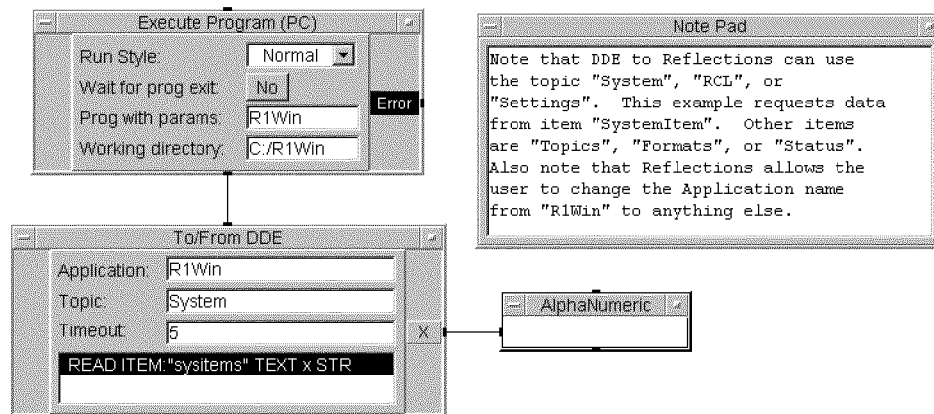 Execute Program (PC)
Run Style: Normal
Wait for prog exit: No
Error
Prog with params: R1Win
Working directory: C:/R1Win
Note Pad
Note that DDE to Reflections can use
the topic "System", "RCL", or
"Settings".  This example requests data
from item "SystemItem".  Other items
are "Topics", "Formats", or "Status".
Also note that Reflections allows the
user to change the Application name
from "R1Win" to anything else.
To/From DDE
Application: R1Win
Topic: System
Timeout: 5
X
READ ITEM:"sysitems" TEXT x STR
AlphaNumeric